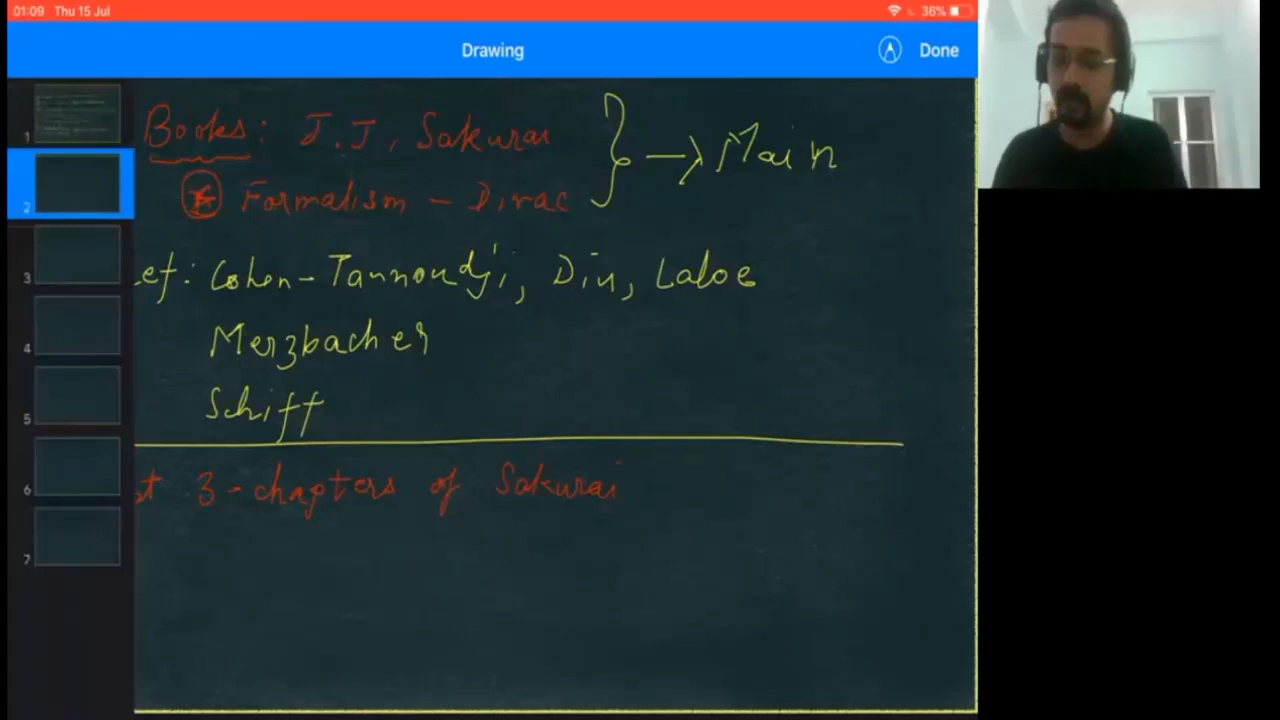 01:09 Thu 15 Jul 36%
Drawing Done
Books: J.J, Sakurai
Formalism - Dirac } → Main
ef: Cohen-Tannoudji, Diu, Laloe
Merzbacher
Schiff
st 3-chapters of Sakurai
1
2
3
4
5
6
7